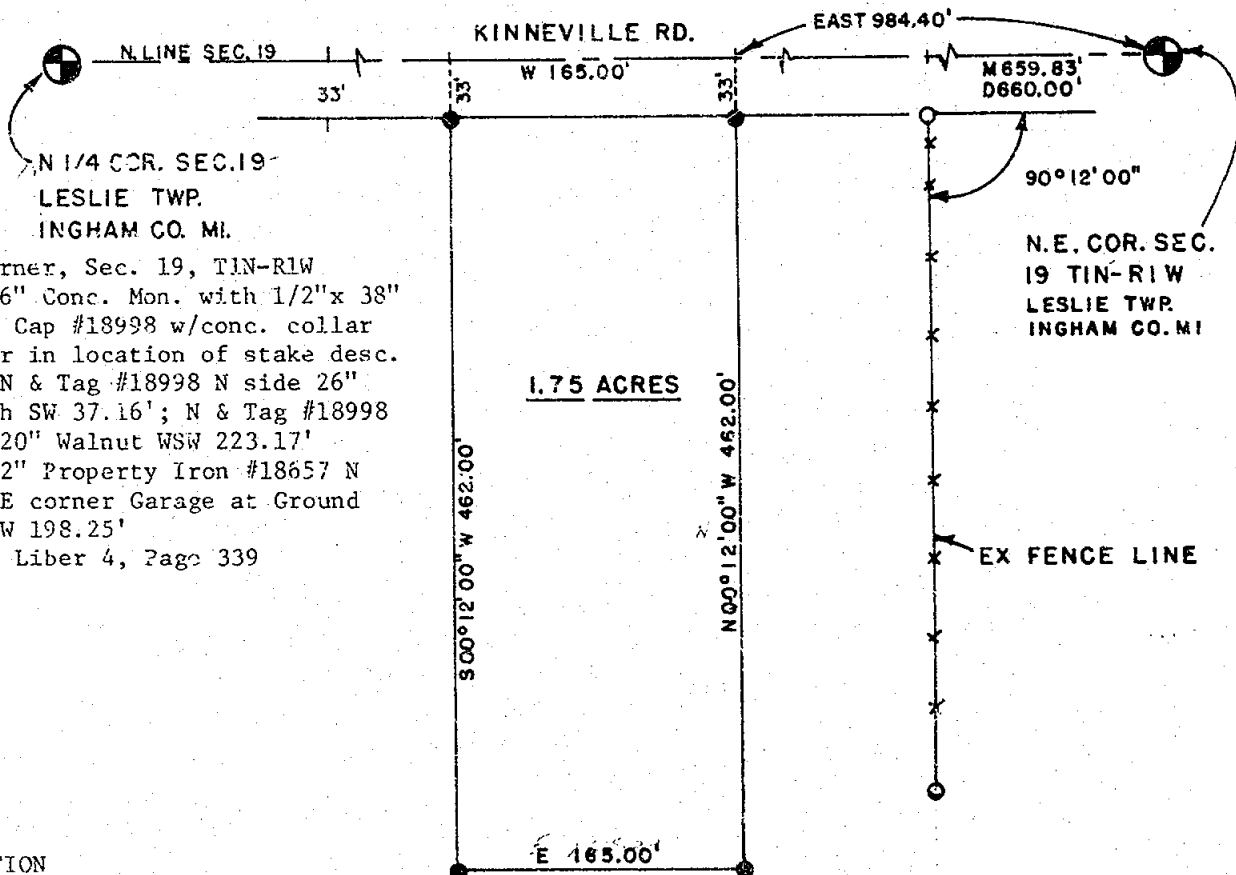 KINNEVILLE RD.
EAST 984.40'
N. LINE SEC. 19
W 165.00'
M 659.83'
D 660.00'
33'
33'
33'
N 1/4 COR. SEC. 19
LESLIE TWP.
INGHAM CO. MI.
90°12'00"
N.E. COR. SEC.
19 T1N-R1W
LESLIE TWP.
INGHAM CO. MI
rner, Sec. 19, T1N-R1W
6" Conc. Mon. with 1/2"x 38"
Cap #18998 w/conc. collar
r in location of stake desc.
N & Tag #18998 N side 26"
h SW 37.16'; N & Tag #18998
20" Walnut WSW 223.17'
2" Property Iron #18657 N
E corner Garage at Ground
W 198.25'
Liber 4, Page 339
1.75 ACRES
S 00°12'00" W 462.00'
N
N 00°12'00" W 462.00'
EX FENCE LINE
E 165.00'
TION